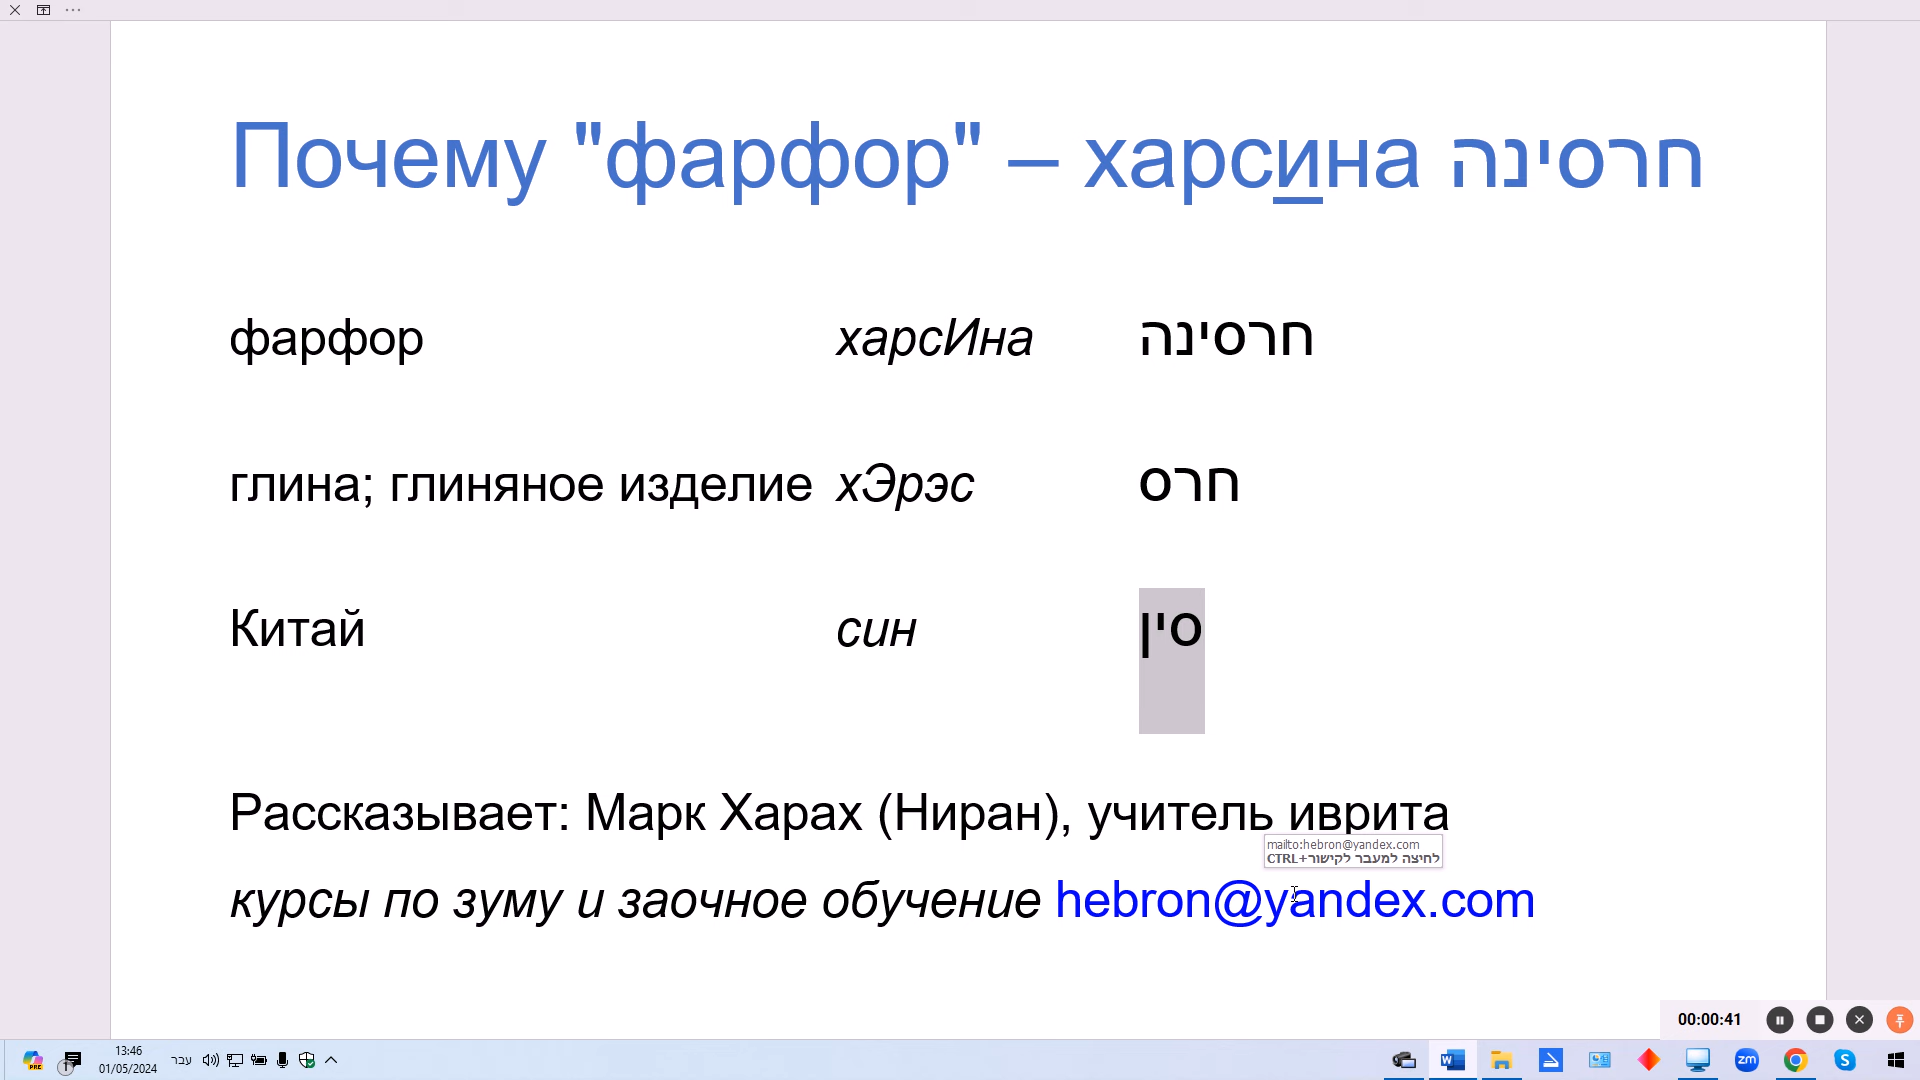 Почему "фарфор" – харсина חרסינה
фарфор харсИна חרסינה
глина; глиняное изделие хЭрэс חרס
Китай син סין
Рассказывает: Марк Харах (Ниран), учитель иврита
mailto:hebron@yandex.com
CTRL+לחיצה למעבר לקישור
курсы по зуму и заочное обучение hebron@yandex.com
00:00:41
13:46
01/05/2024
עבר